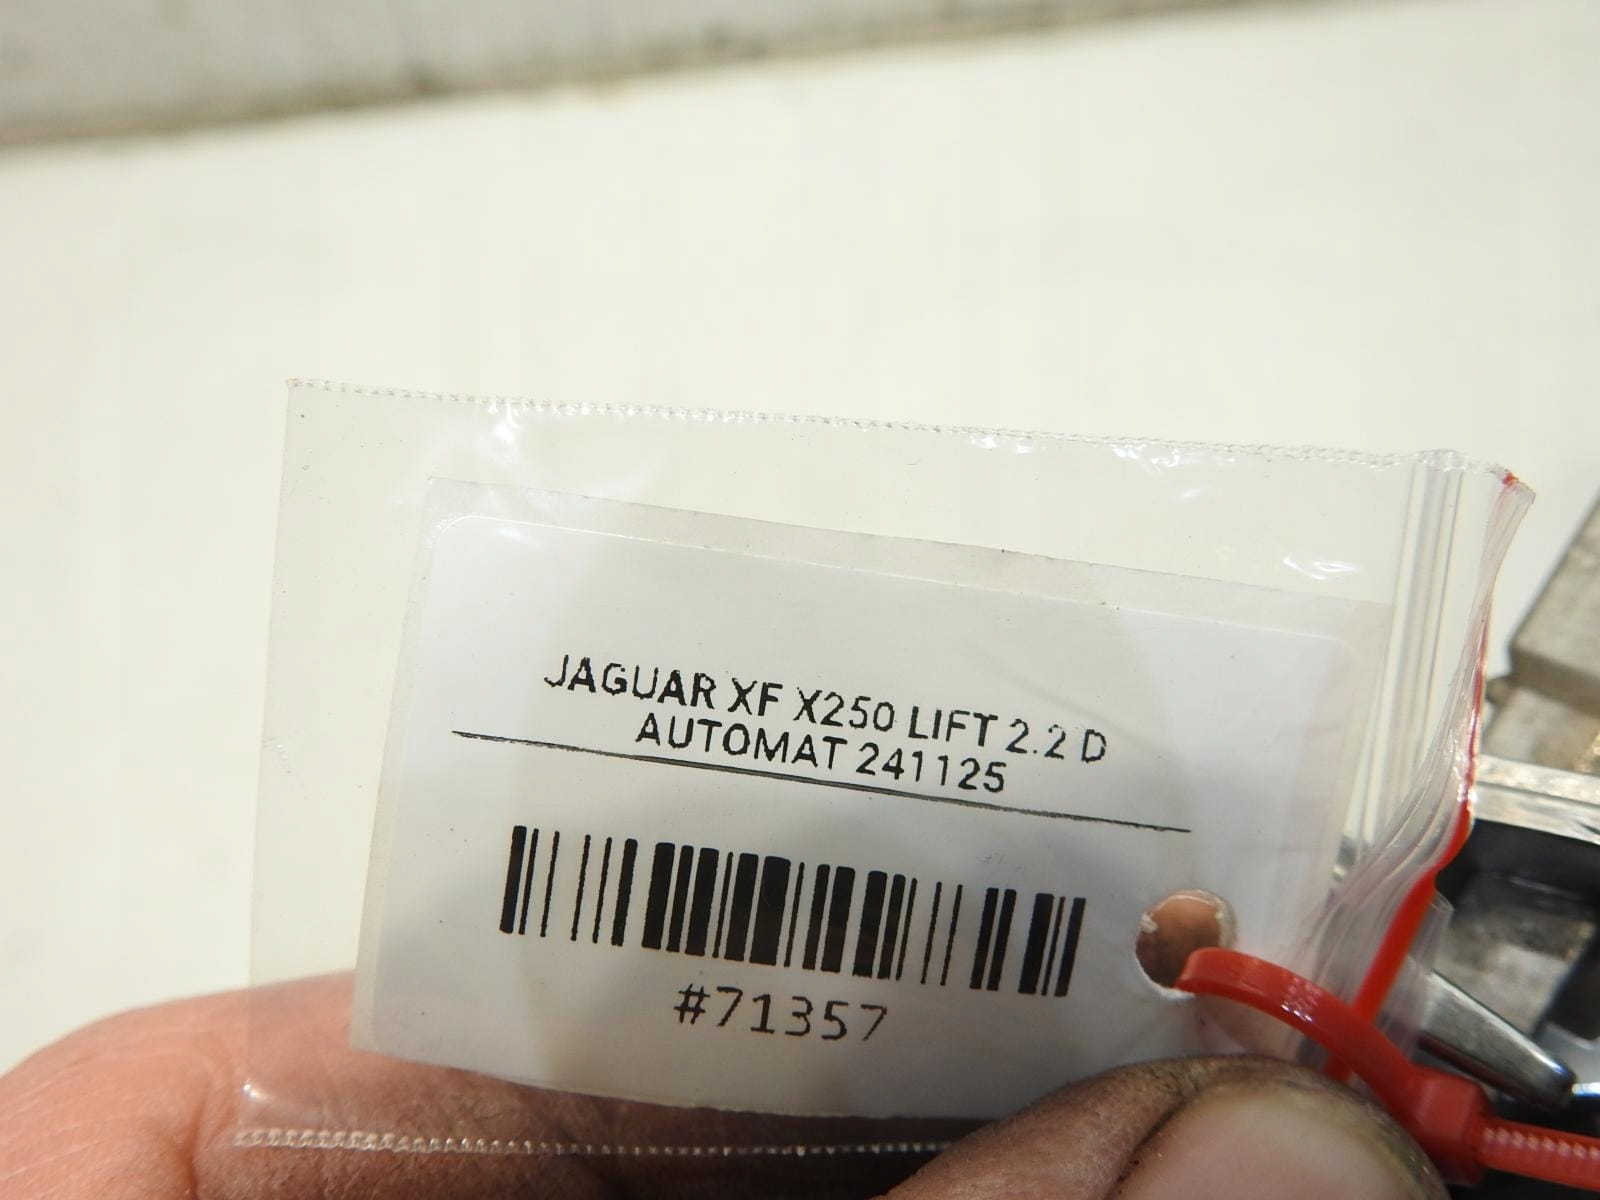 JAGUAR XF X250 LIFT 2.2 D
AUTOMAT 241125
#71357